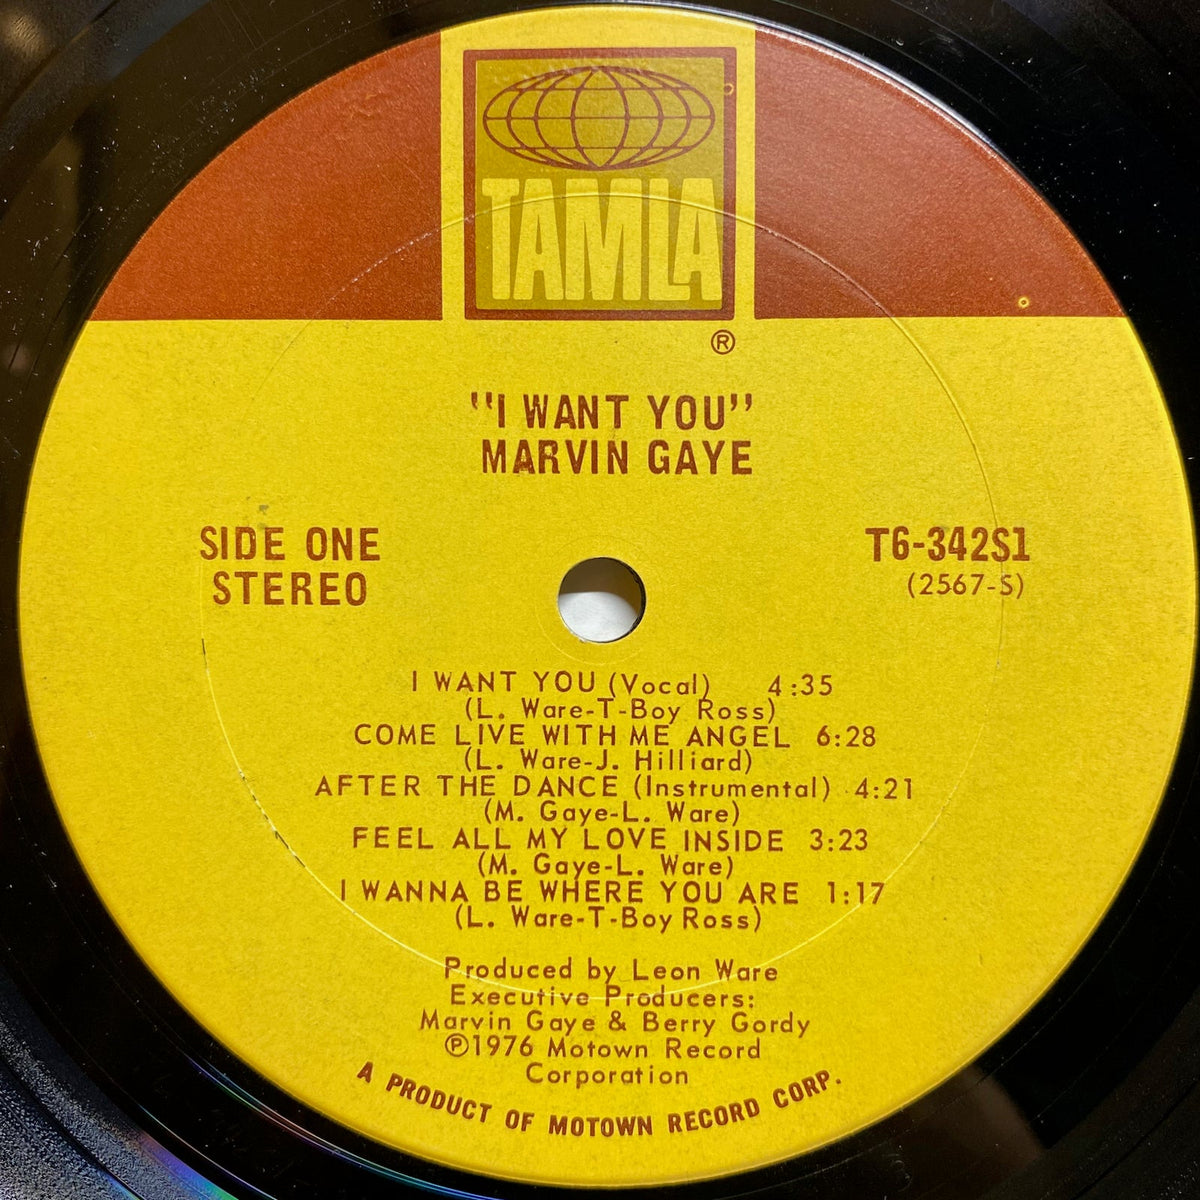 TAMLA
®
"I WANT YOU"
MARVIN GAYE
SIDE ONE
STEREO
T6-342S1
(2567-S)
I WANT YOU (Vocal) 4:35
(L. Ware-T-Boy Ross)
COME LIVE WITH ME ANGEL 6:28
(L. Ware-J. Hilliard)
AFTER THE DANCE (Instrumental) 4:21
(M. Gaye-L. Ware)
FEEL ALL MY LOVE INSIDE 3:23
(M. Gaye-L. Ware)
I WANNA BE WHERE YOU ARE 1:17
(L. Ware-T-Boy Ross)
Produced by Leon Ware
Executive Producers:
Marvin Gaye & Berry Gordy
℗1976 Motown Record
Corporation
A PRODUCT OF MOTOWN RECORD CORP.